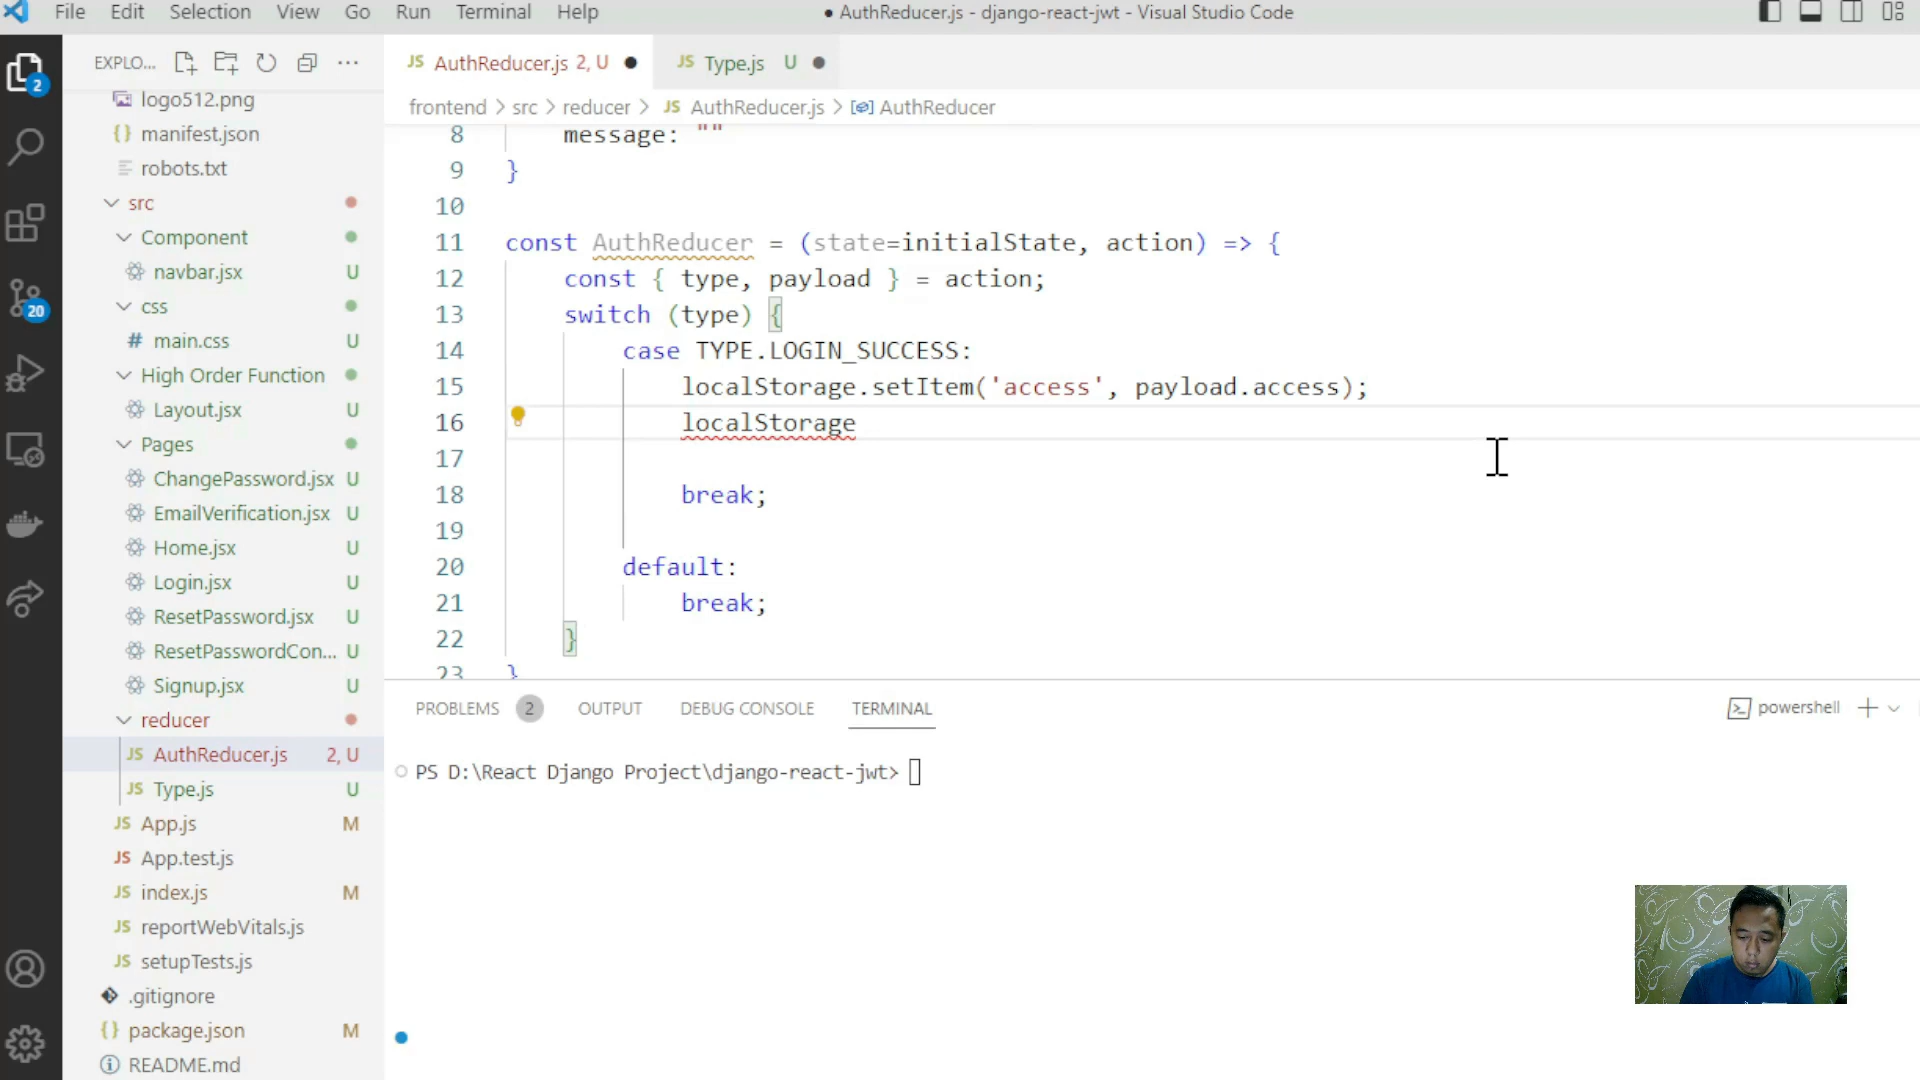 File Edit Selection View Go Run Terminal Help
● AuthReducer.js - django-react-jwt - Visual Studio Code
EXPLO...
logo512.png
{} manifest.json
robots.txt
src
Component
navbar.jsx U
css
# main.css U
High Order Function
Layout.jsx U
Pages
ChangePassword.jsx U
EmailVerification.jsx U
Home.jsx U
Login.jsx U
ResetPassword.jsx U
ResetPasswordCon... U
Signup.jsx U
reducer
JS AuthReducer.js 2, U
JS Type.js U
JS App.js M
JS App.test.js
JS index.js M
JS reportWebVitals.js
JS setupTests.js
.gitignore
{} package.json M
README.md
2
20
JS AuthReducer.js 2, U ●
JS Type.js U ●
frontend > src > reducer > JS AuthReducer.js > AuthReducer
8 message: ""
9 }
10
11 const AuthReducer = (state=initialState, action) => {
12 const { type, payload } = action;
13 switch (type) {
14 case TYPE.LOGIN_SUCCESS:
15 localStorage.setItem('access', payload.access);
16 localStorage
17
18 break;
19
20 default:
21 break;
22 }
23 }
PROBLEMS 2 OUTPUT DEBUG CONSOLE TERMINAL
powershell
PS D:\React Django Project\django-react-jwt>